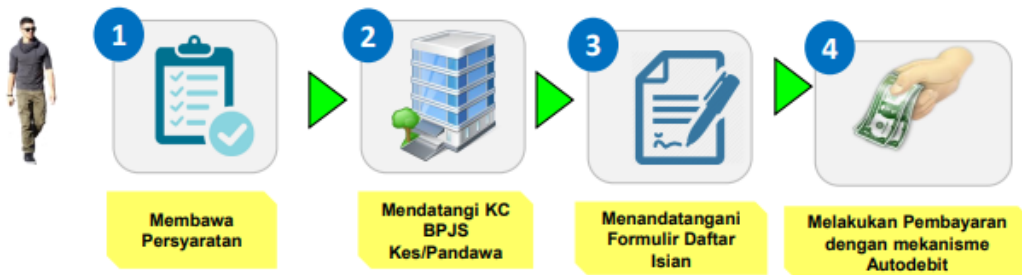 1
2
3
4
Membawa
Persyaratan
Mendatangi KC
BPJS
Kes/Pandawa
Menandatangani
Formulir Daftar
Isian
Melakukan Pembayaran
dengan mekanisme
Autodebit